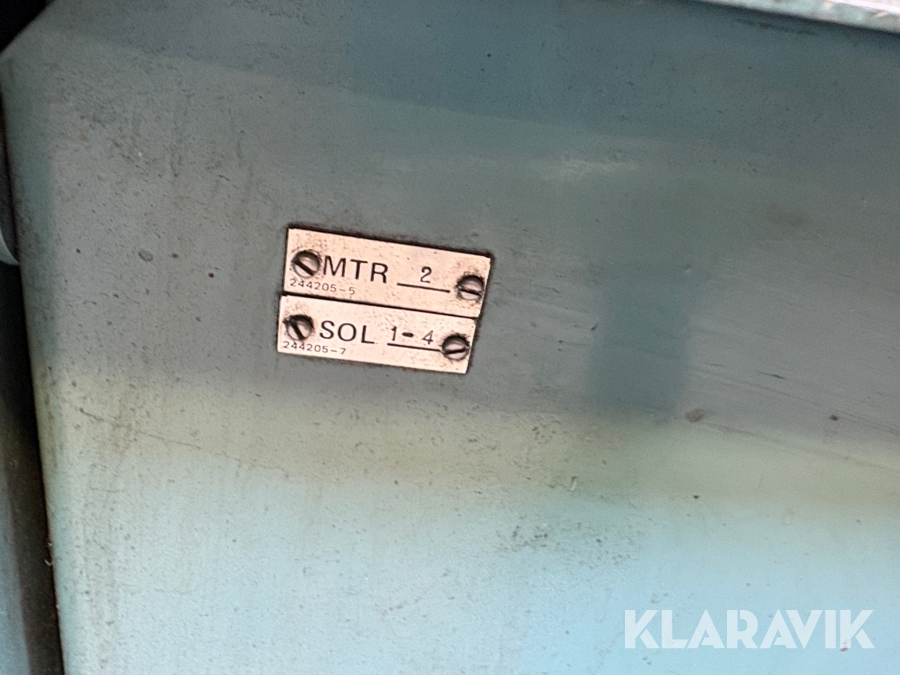 MTR 2
244205-5
SOL 1-4
244205-7
KLARAVIK